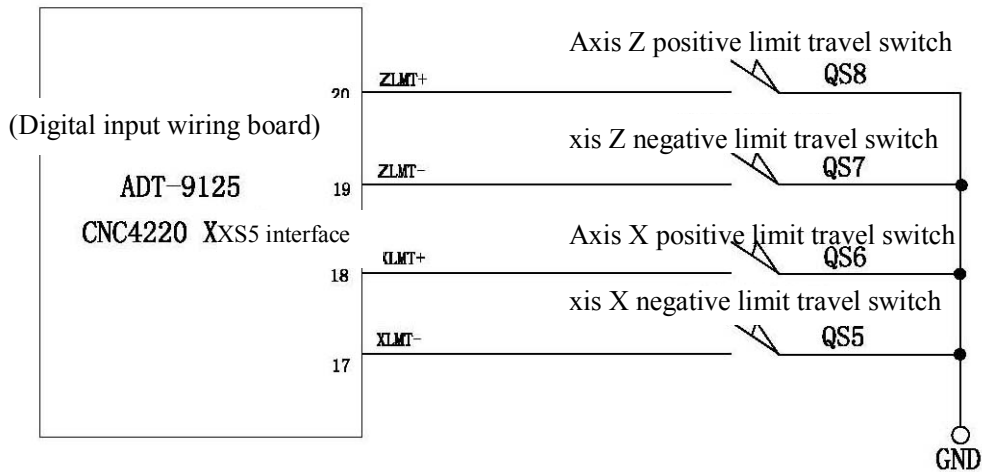 Axis Z positive limit travel switch
QS8
20
ZLMT+
(Digital input wiring board)
xis Z negative limit travel switch
QS7
ZLMT-
19
ADT-9125
CNC4220 XXS5 interface
Axis X positive limit travel switch
QS6
LMT+
18
xis X negative limit travel switch
QS5
XLMT-
17
GND